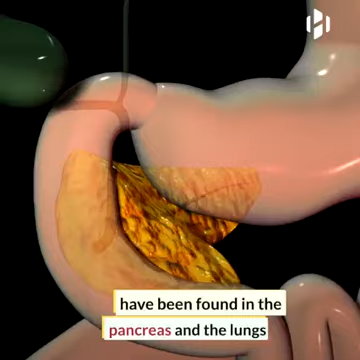 have been found in the
pancreas and the lungs